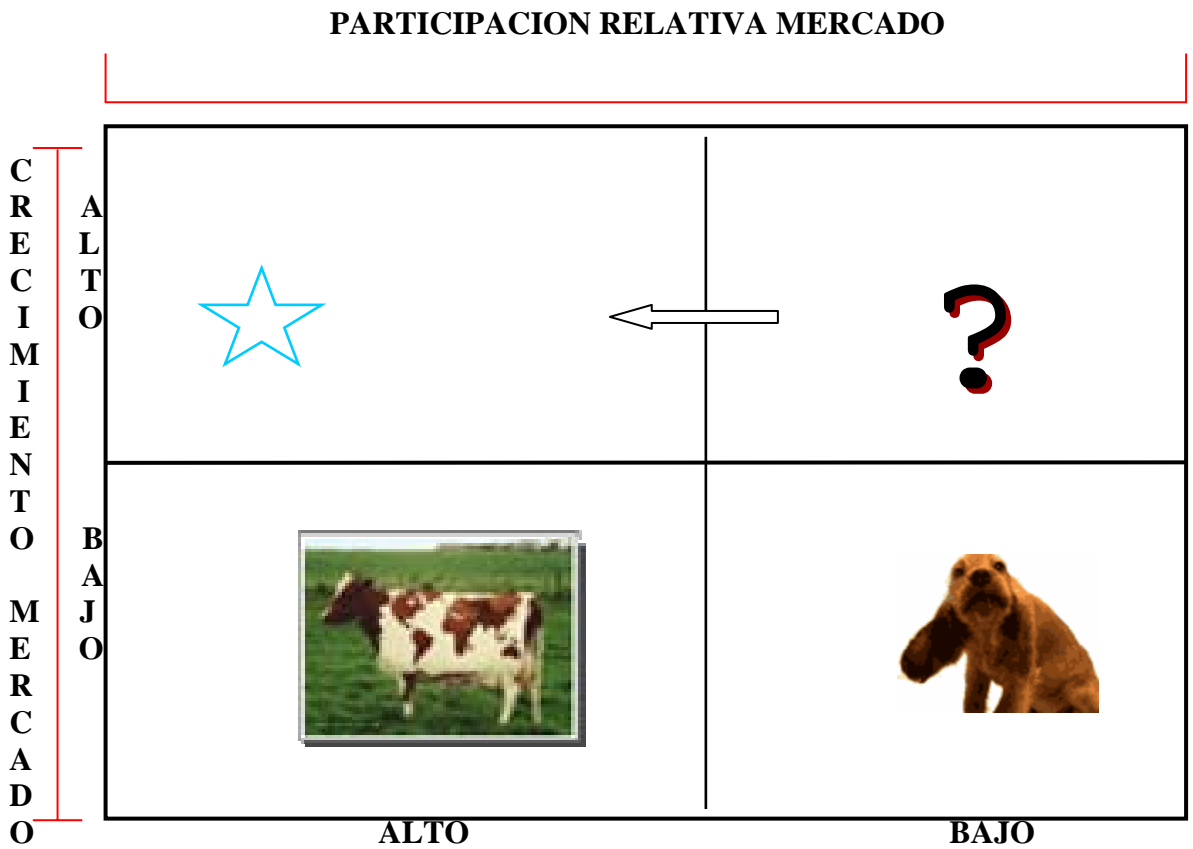 PARTICIPACION RELATIVA MERCADO
CRECIMIENTO MERCADO
ALTO
BAJO
?
ALTO
BAJO